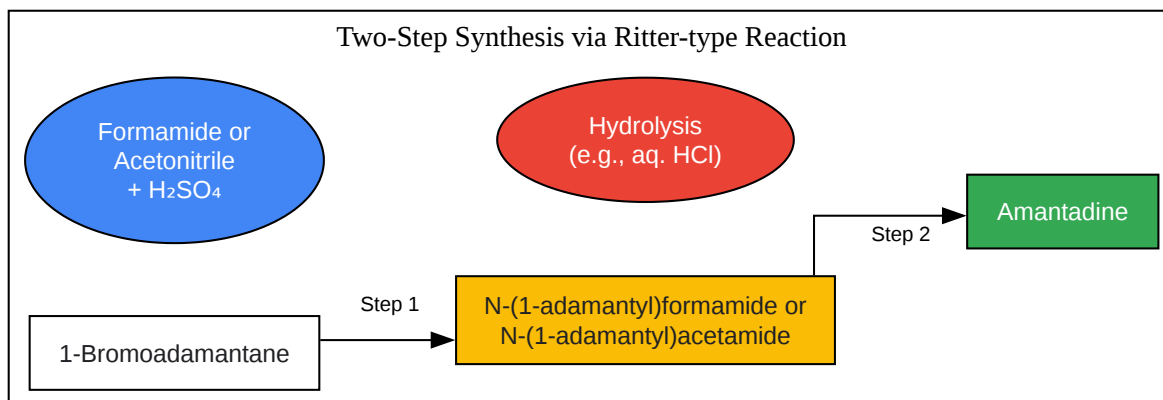 Two-Step Synthesis via Ritter-type Reaction
Formamide or
Acetonitrile
+ H₂SO₄
Hydrolysis
(e.g., aq. HCl)
Amantadine
Step 2
Step 1
N-(1-adamantyl)formamide or
N-(1-adamantyl)acetamide
1-Bromoadamantane